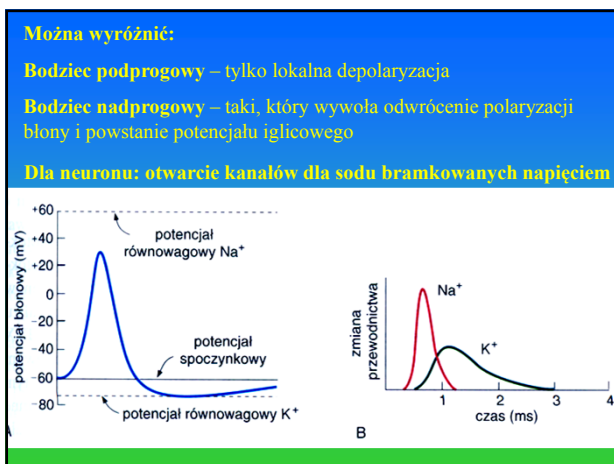 Można wyróżnić:
Bodziec podprogowy – tylko lokalna depolaryzacja
Bodziec nadprogowy – taki, który wywoła odwrócenie polaryzacji
błony i powstanie potencjału iglicowego
Dla neuronu: otwarcie kanałów dla sodu bramkowanych napięciem
potencjał błonowy (mV)
+60
+40
+20
0
-20
-40
-60
-80
potencjał
równowagowy Na⁺
potencjał
spoczynkowy
potencjał równowagowy K⁺
A
zmiana
przewodnictwa
Na⁺
K⁺
1
2
3
4
czas (ms)
B